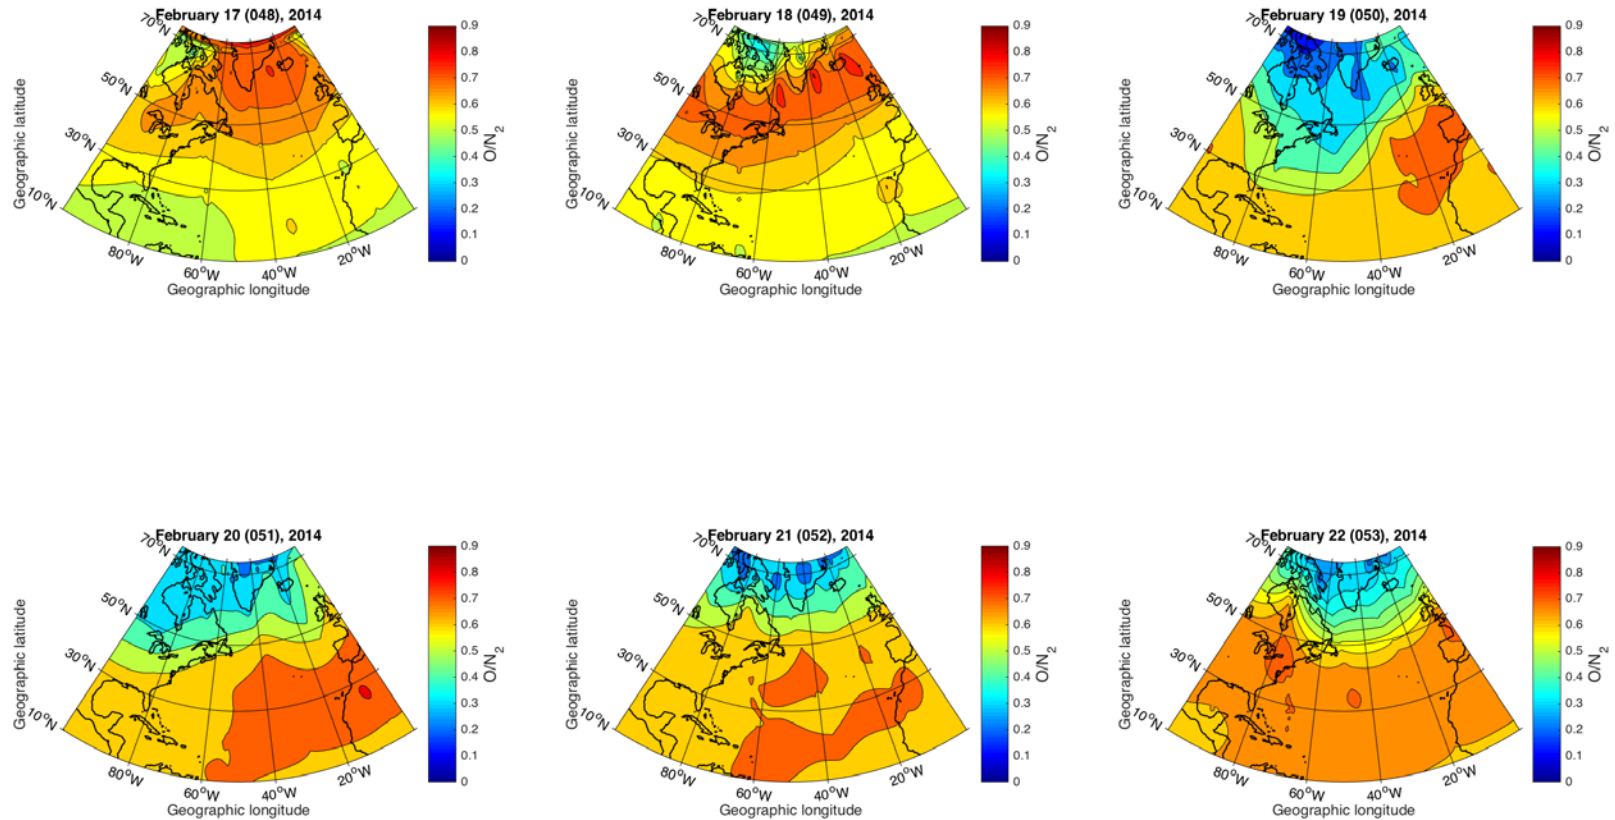 February 17 (048), 2014
70°N
50°N
30°N
10°N
80°W
60°W
40°W
20°W
Geographic latitude
Geographic longitude
0.9
0.8
0.7
0.6
0.5
0.4
0.3
0.2
0.1
0
O/N2
February 18 (049), 2014
70°N
50°N
30°N
10°N
80°W
60°W
40°W
20°W
Geographic latitude
Geographic longitude
0.9
0.8
0.7
0.6
0.5
0.4
0.3
0.2
0.1
0
O/N2
February 19 (050), 2014
70°N
50°N
30°N
10°N
80°W
60°W
40°W
20°W
Geographic latitude
Geographic longitude
0.9
0.8
0.7
0.6
0.5
0.4
0.3
0.2
0.1
0
O/N2
February 20 (051), 2014
70°N
50°N
30°N
10°N
80°W
60°W
40°W
20°W
Geographic latitude
Geographic longitude
0.9
0.8
0.7
0.6
0.5
0.4
0.3
0.2
0.1
0
O/N2
February 21 (052), 2014
70°N
50°N
30°N
10°N
80°W
60°W
40°W
20°W
Geographic latitude
Geographic longitude
0.9
0.8
0.7
0.6
0.5
0.4
0.3
0.2
0.1
0
O/N2
February 22 (053), 2014
70°N
50°N
30°N
10°N
80°W
60°W
40°W
20°W
Geographic latitude
Geographic longitude
0.9
0.8
0.7
0.6
0.5
0.4
0.3
0.2
0.1
0
O/N2